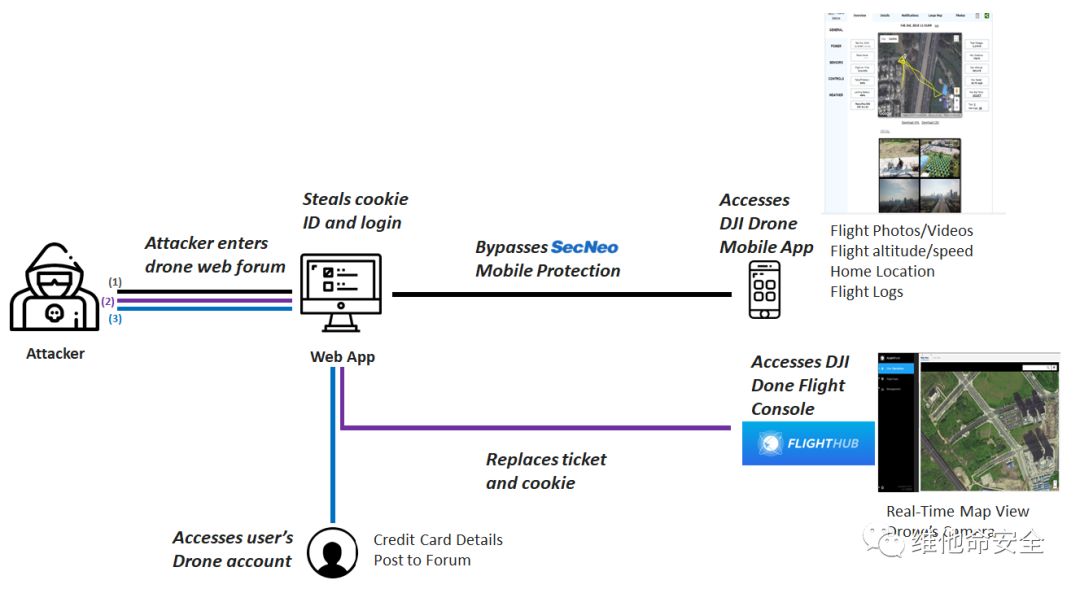 Overview Details Notifications Large Map Photos
GENERAL
POWER
SENSORS
CONTROLS
WEATHER
Steals cookie
ID and login
Attacker enters
drone web forum
Bypasses SecNeo
Mobile Protection
Accesses
DJI Drone
Mobile App
Flight Photos/Videos
Flight altitude/speed
Home Location
Flight Logs
(1)
(2)
(3)
Attacker
Web App
Accesses DJI
Done Flight
Console
FLIGHTHUB
Replaces ticket
and cookie
Real-Time Map View
Drone's Camera
维他命安全
Accesses user's
Drone account
Credit Card Details
Post to Forum